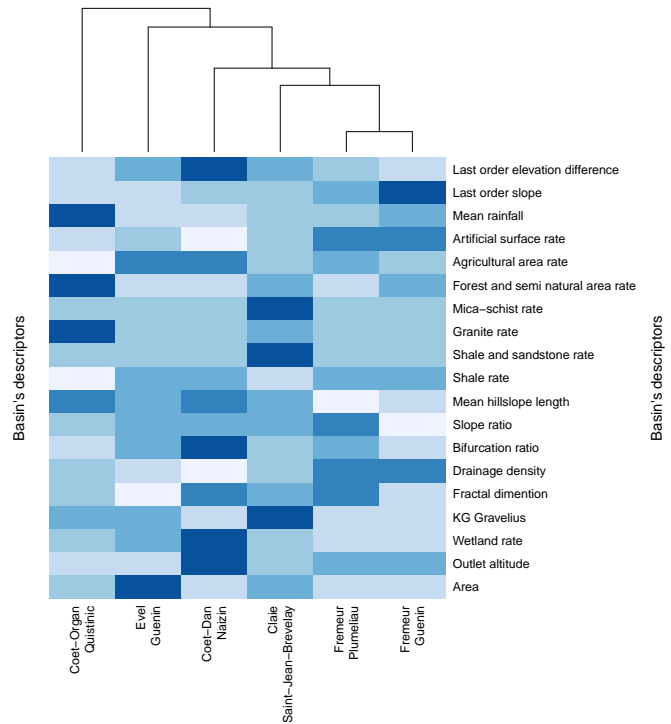 Last order elevation difference
Last order slope
Mean rainfall
Artificial surface rate
Agricultural area rate
Forest and semi natural area rate
Mica−schist rate
Granite rate
Shale and sandstone rate
Shale rate
Mean hillslope length
Slope ratio
Bifurcation ratio
Drainage density
Fractal dimention
KG Gravelius
Wetland rate
Outlet altitude
Area
Basin's descriptors
Basin's descriptors
Coet−Organ
Quistinic
Evel
Guenin
Coet−Dan
Naizin
Claie
Saint−Jean−Brevelay
Fremeur
Plumeliau
Fremeur
Guenin